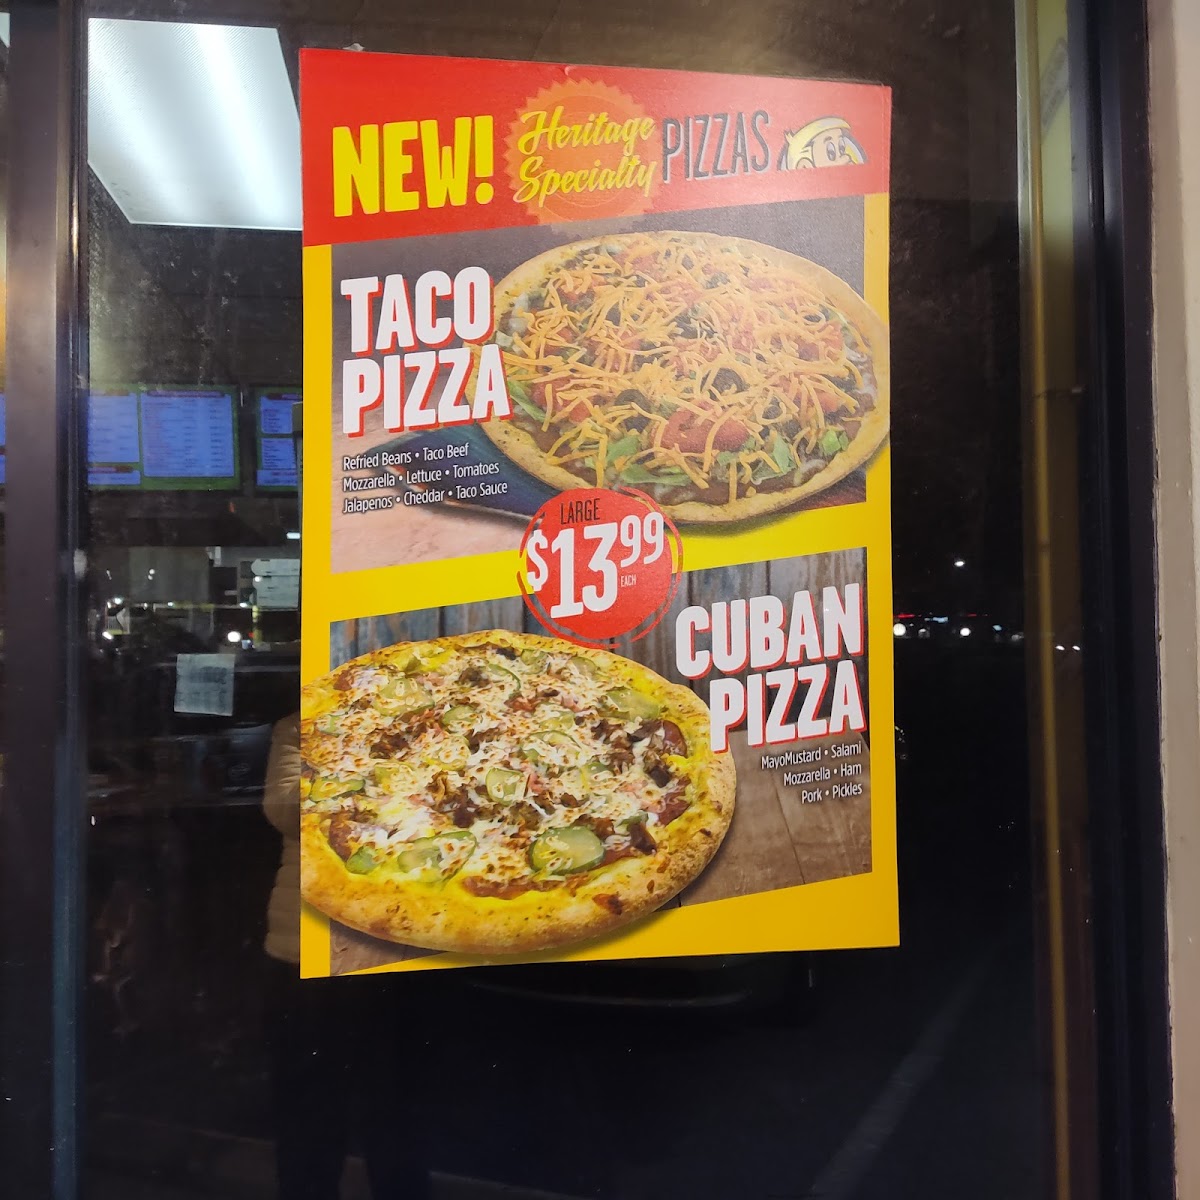 NEW!
Heritage
Specialty
PIZZAS
TACO
PIZZA
Refried Beans • Taco Beef
Mozzarella • Lettuce • Tomatoes
Jalapenos • Cheddar • Taco Sauce
LARGE
$13.99
EACH
CUBAN
PIZZA
MayoMustard • Salami
Mozzarella • Ham
Pork • Pickles